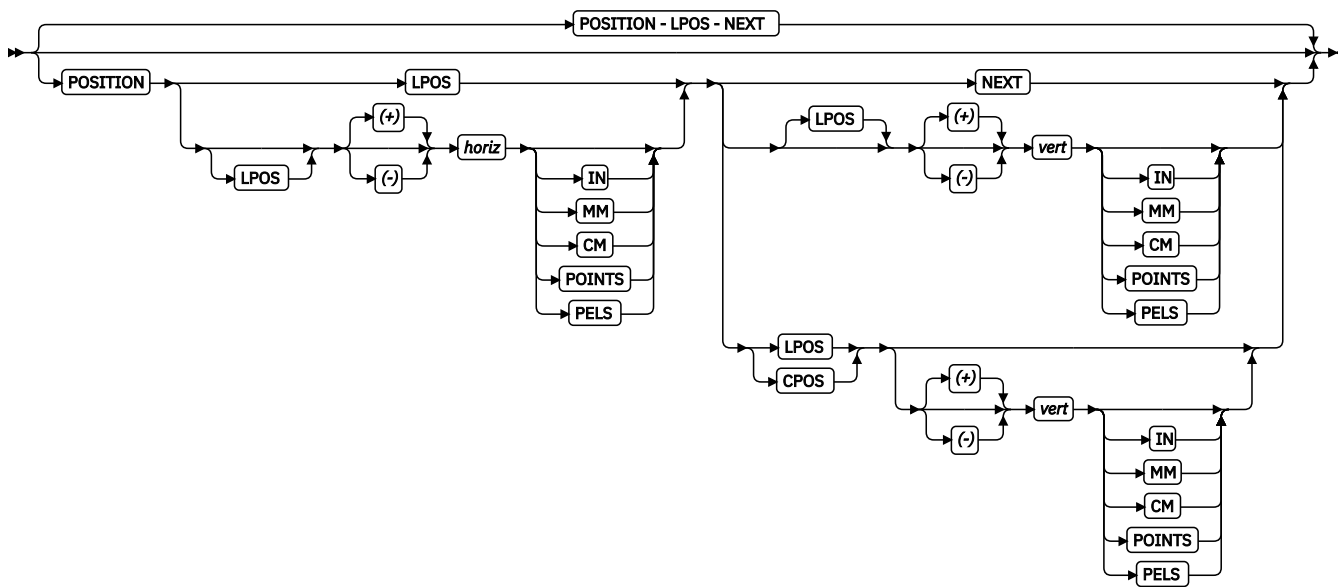 POSITION - LPOS - NEXT
POSITION
LPOS
NEXT
(+)
LPOS
(+)
horiz
vert
LPOS
(-)
IN
(-)
IN
MM
MM
CM
CM
POINTS
POINTS
PELS
PELS
LPOS
CPOS
(+)
vert
(-)
IN
MM
CM
POINTS
PELS